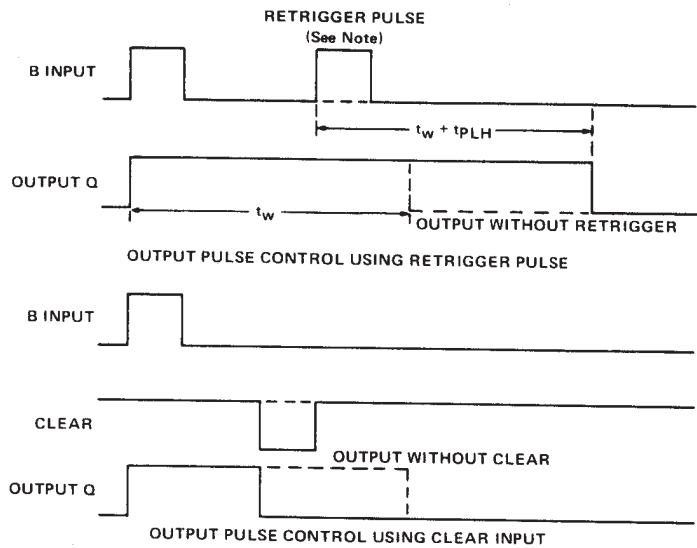 RETRIGGER PULSE
(See Note)
B INPUT
tw + tPLH
OUTPUT Q
tw
OUTPUT WITHOUT RETRIGGER
OUTPUT PULSE CONTROL USING RETRIGGER PULSE
B INPUT
CLEAR
OUTPUT WITHOUT CLEAR
OUTPUT Q
OUTPUT PULSE CONTROL USING CLEAR INPUT